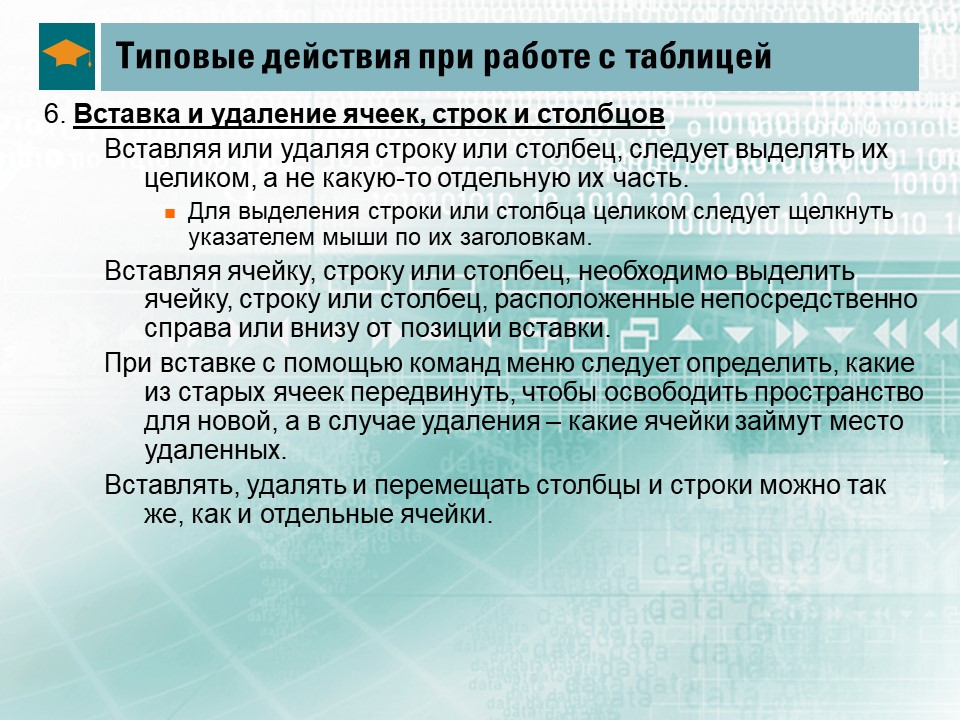 Типовые действия при работе с таблицей
6. Вставка и удаление ячеек, строк и столбцов
Вставляя или удаляя строку или столбец, следует выделять их
целиком, а не какую-то отдельную их часть.
Для выделения строки или столбца целиком следует щелкнуть
указателем мыши по их заголовкам.
Вставляя ячейку, строку или столбец, необходимо выделить
ячейку, строку или столбец, расположенные непосредственно
справа или внизу от позиции вставки.
При вставке с помощью команд меню следует определить, какие
из старых ячеек передвинуть, чтобы освободить пространство
для новой, а в случае удаления – какие ячейки займут место
удаленных.
Вставлять, удалять и перемещать столбцы и строки можно так
же, как и отдельные ячейки.